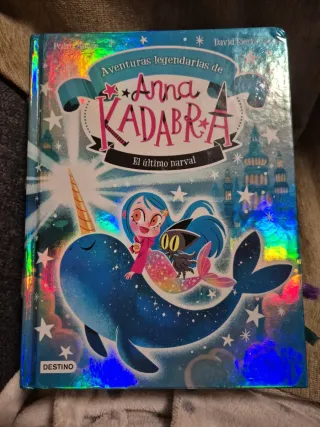 Aventuras legendarias de
Anna
KADABRA
El último narval
DESTINO